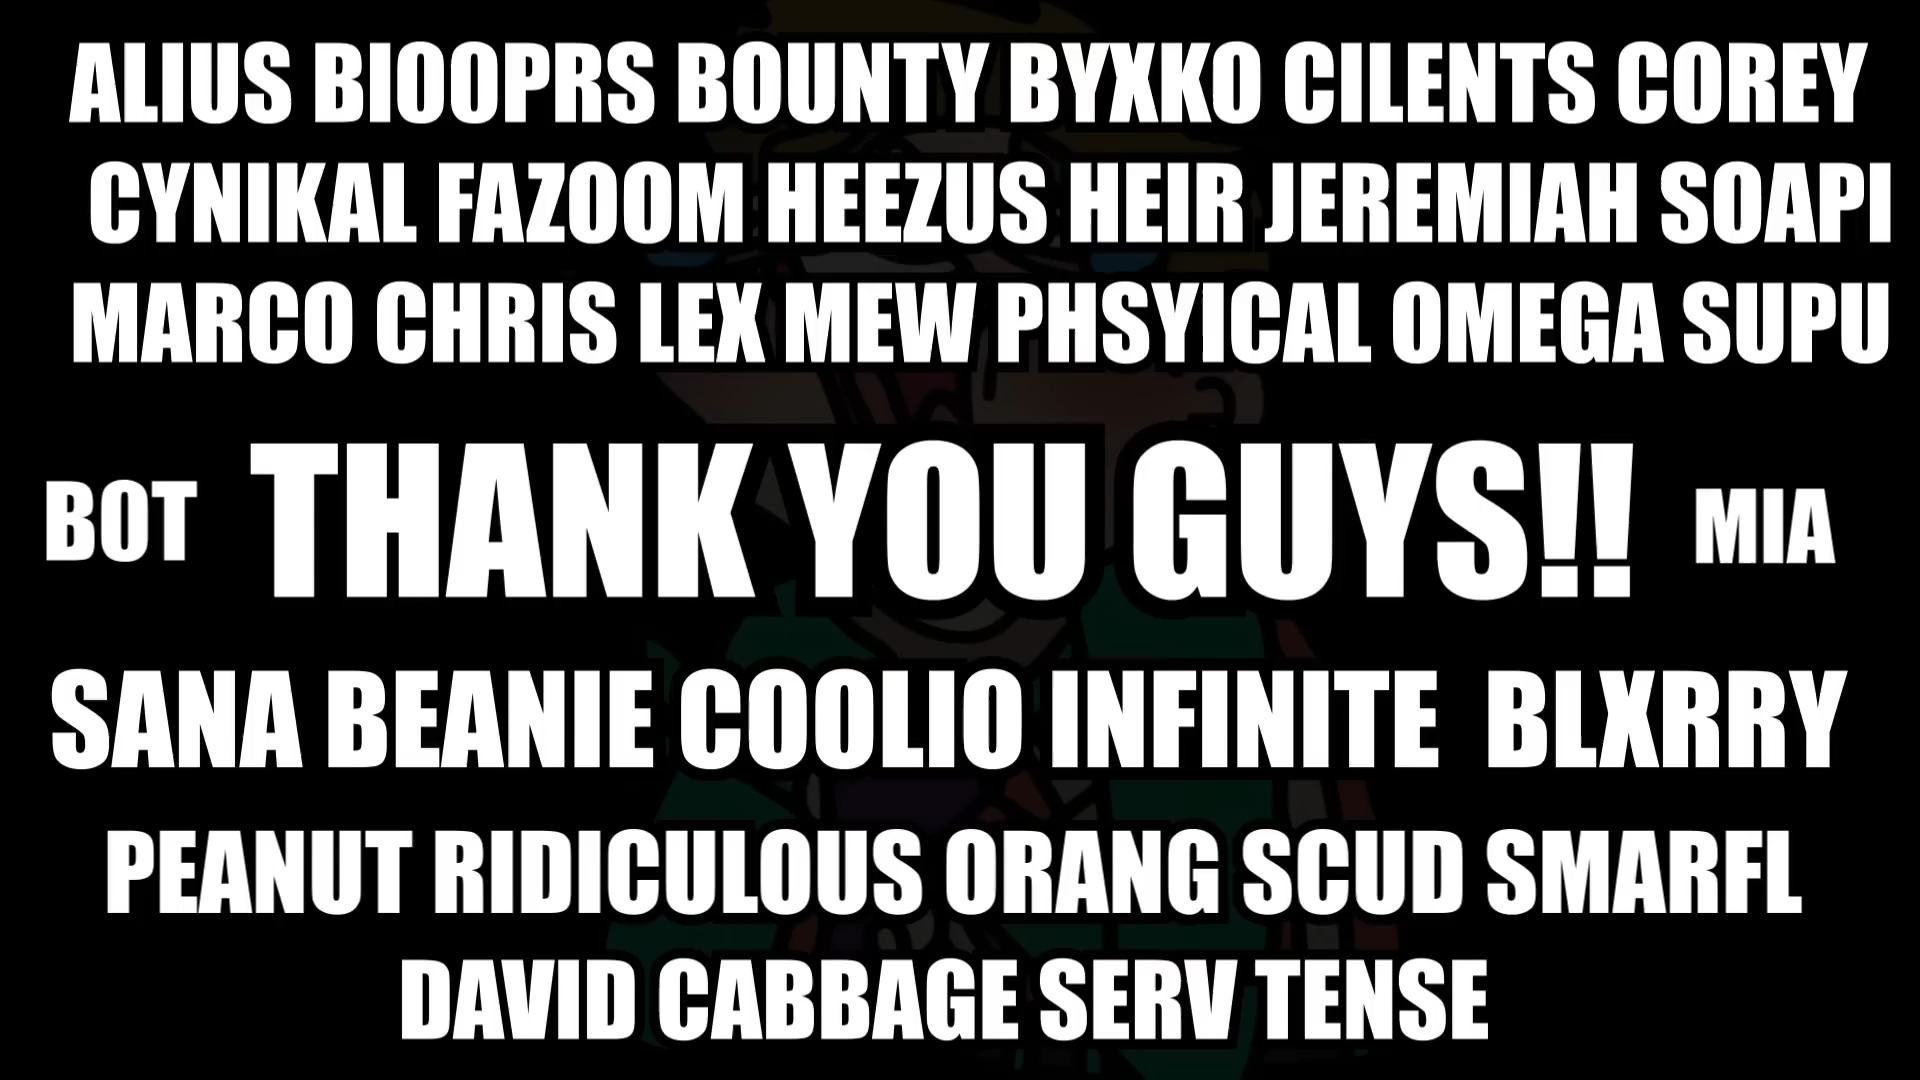 ALIUS BIOOPRS BOUNTY BYXKO CILENTS COREY
CYNIKAL FAZOOM HEEZUS HEIR JEREMIAH SOAPI
MARCO CHRIS LEX MEW PHSYICAL OMEGA SUPU
BOT THANK YOU GUYS!! MIA
SANA BEANIE COOLIO INFINITE BLXRRY
PEANUT RIDICULOUS ORANG SCUD SMARFL
DAVID CABBAGE SERV TENSE